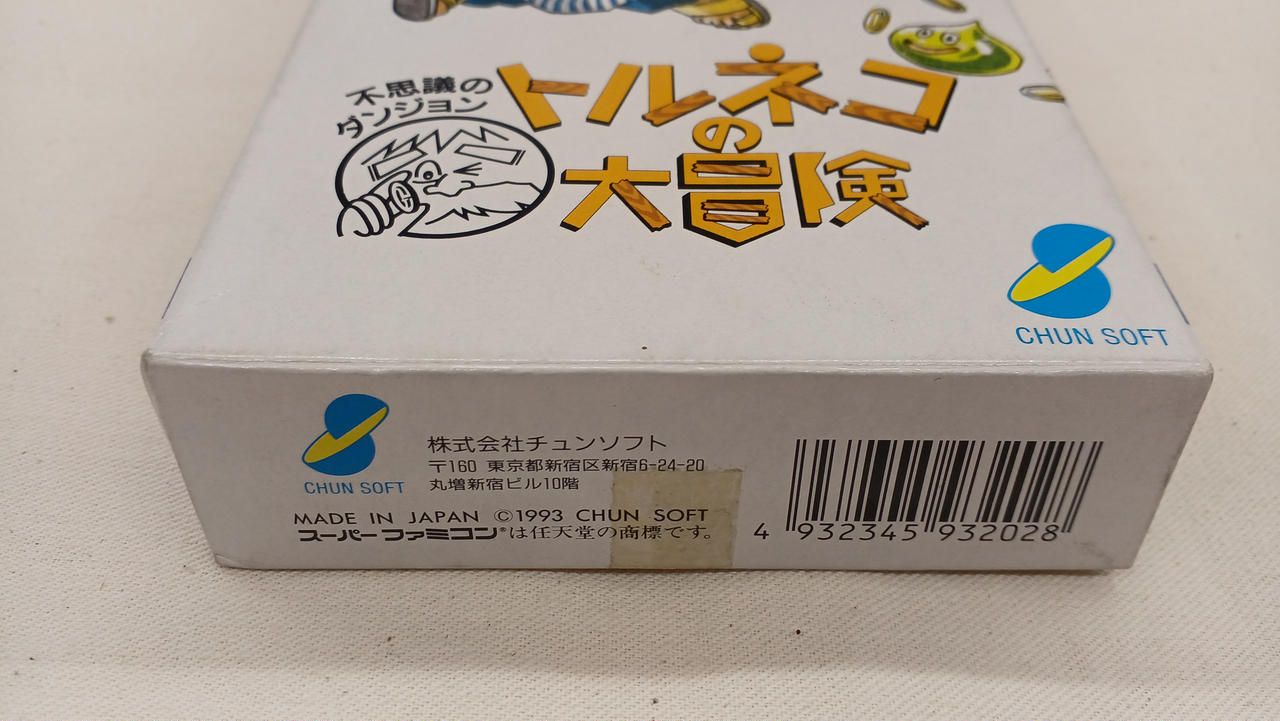 不思議の
ダンジョン
トルネコ
の
大冒険
CHUN SOFT
CHUN SOFT
株式会社チュンソフト
〒160 東京都新宿区新宿6-24-20
丸増新宿ビル10階
MADE IN JAPAN ©1993 CHUN SOFT
スーパーファミコン®は任天堂の商標です。
4 932345 932028